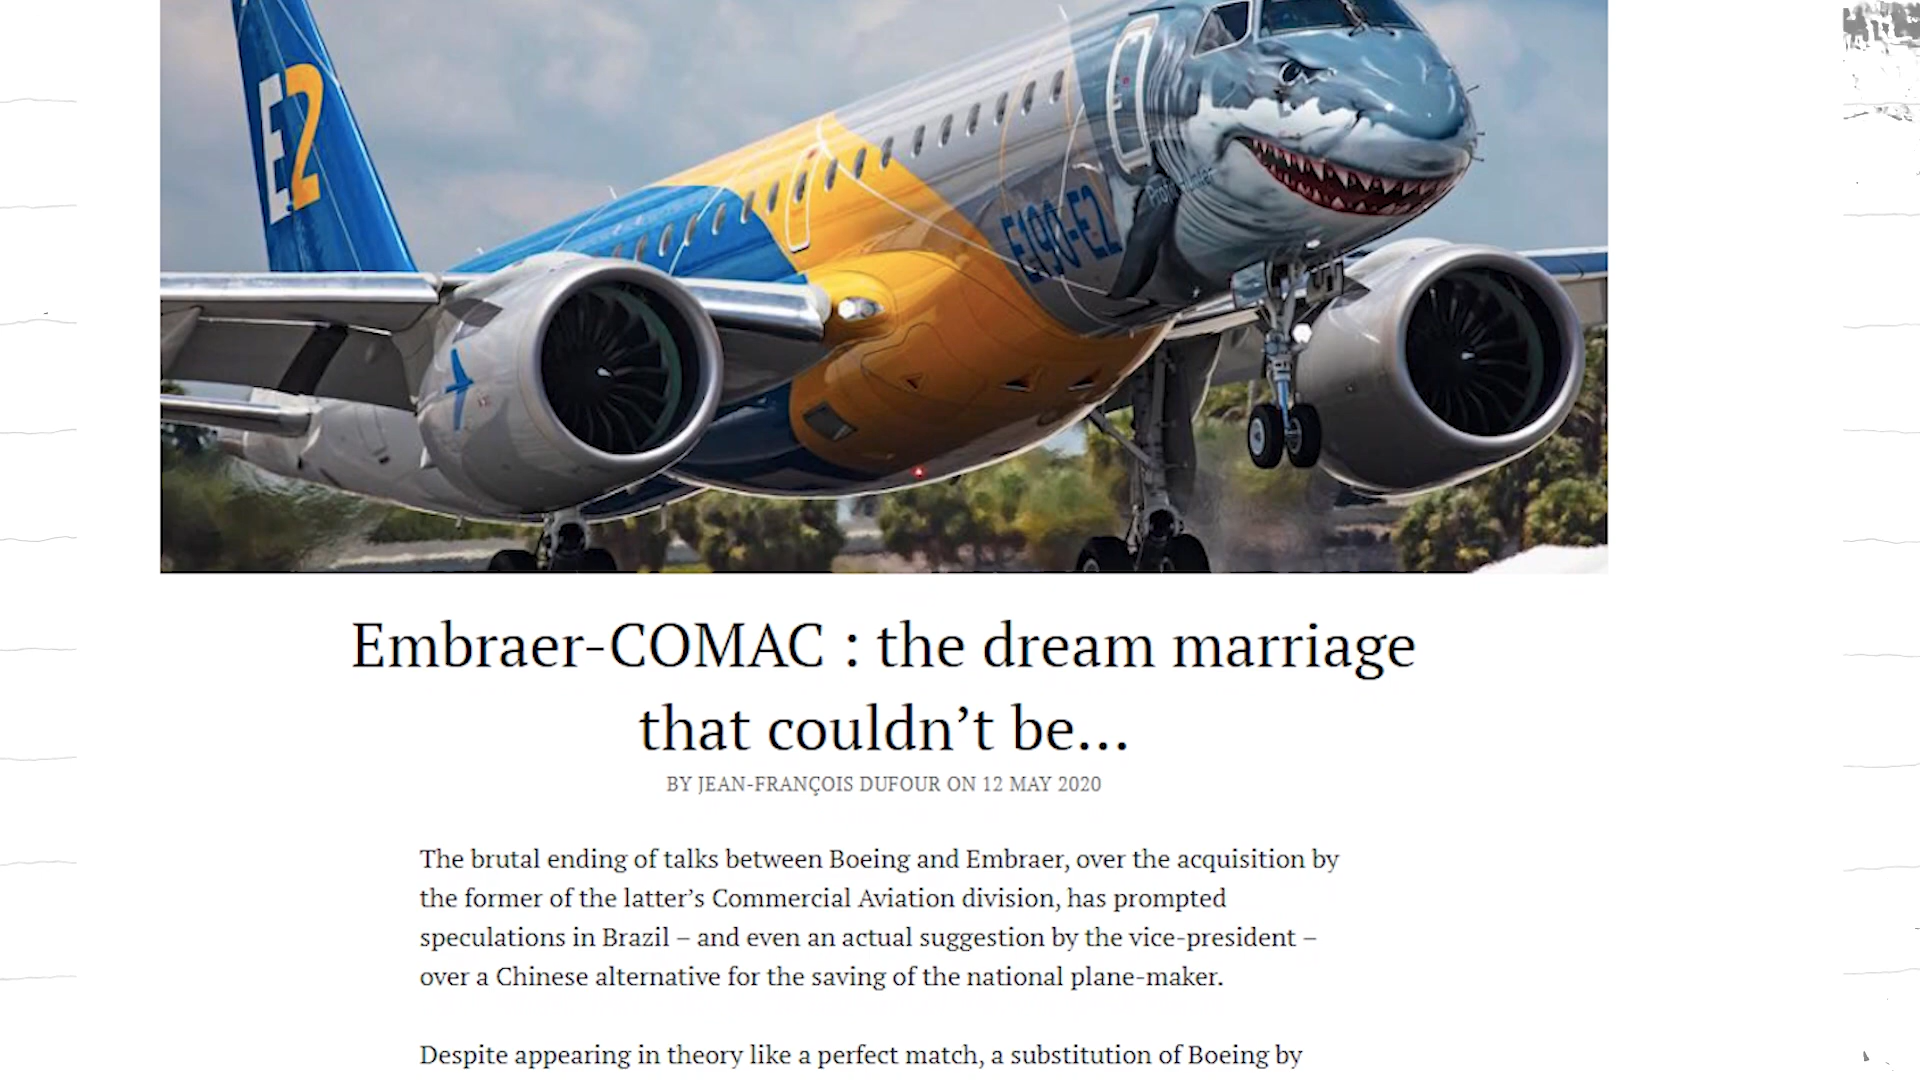 E2
E190-E2
Embraer-COMAC : the dream marriage
that couldn’t be...
BY JEAN-FRANÇOIS DUFOUR ON 12 MAY 2020
The brutal ending of talks between Boeing and Embraer, over the acquisition by
the former of the latter’s Commercial Aviation division, has prompted
speculations in Brazil – and even an actual suggestion by the vice-president –
over a Chinese alternative for the saving of the national plane-maker.
Despite appearing in theory like a perfect match, a substitution of Boeing by